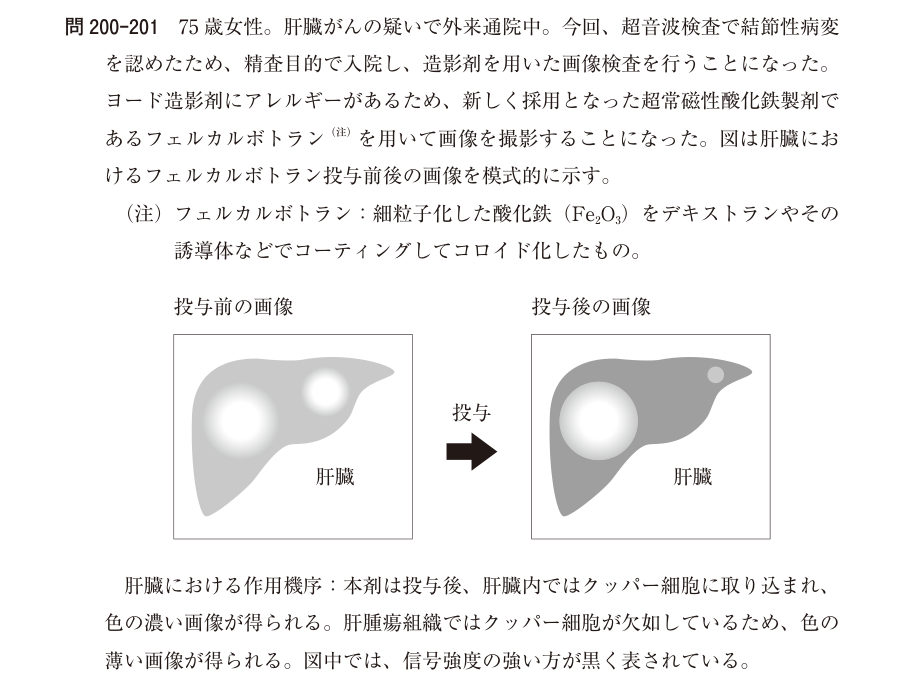 問 200-201　75 歳女性。肝臓がんの疑いで外来通院中。今回、超音波検査で結節性病変
を認めたため、精査目的で入院し、造影剤を用いた画像検査を行うことになった。
ヨード造影剤にアレルギーがあるため、新しく採用となった超常磁性酸化鉄製剤で
あるフェルカルボトラン（注）を用いて画像を撮影することになった。図は肝臓にお
けるフェルカルボトラン投与前後の画像を模式的に示す。
（注）フェルカルボトラン：細粒子化した酸化鉄（Fe₂O₃）をデキストランやその
誘導体などでコーティングしてコロイド化したもの。
投与前の画像
投与後の画像
投与
肝臓
肝臓
肝臓における作用機序：本剤は投与後、肝臓内ではクッパー細胞に取り込まれ、
色の濃い画像が得られる。肝腫瘍組織ではクッパー細胞が欠如しているため、色の
薄い画像が得られる。図中では、信号強度の強い方が黒く表されている。